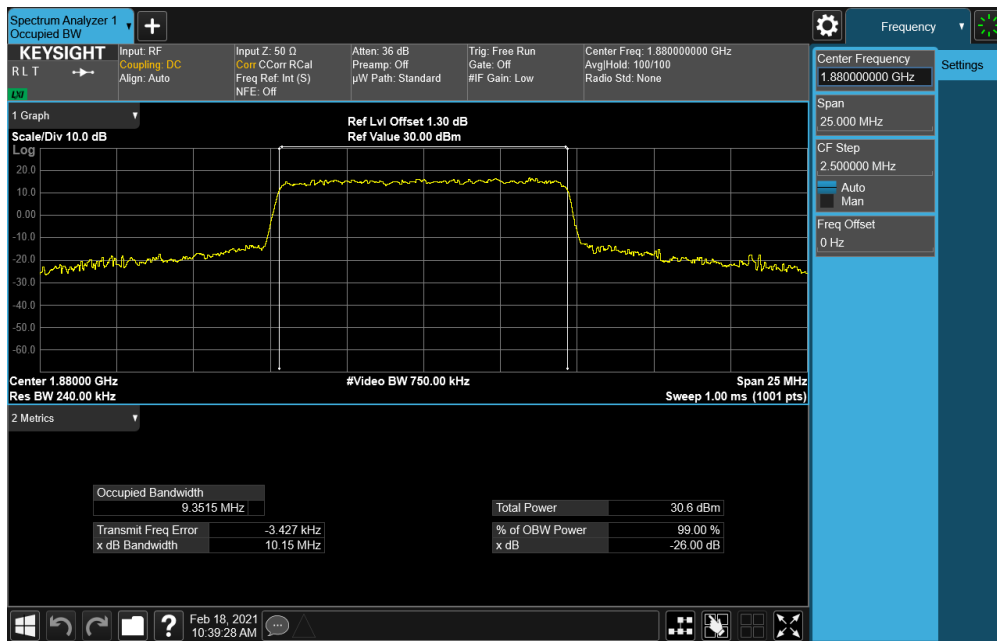 Spectrum Analyzer 1
Occupied BW
+
Frequency
KEYSIGHT
R L T
LXI
Input: RF
Coupling: DC
Align: Auto
Input Z: 50 Ω
Corr CCorr RCal
Freq Ref: Int (S)
NFE: Off
Atten: 36 dB
Preamp: Off
µW Path: Standard
Trig: Free Run
Gate: Off
#IF Gain: Low
Center Freq: 1.880000000 GHz
Avg|Hold: 100/100
Radio Std: None
Center Frequency
1.880000000 GHz
Settings
Span
25.000 MHz
CF Step
2.500000 MHz
Auto
Man
Freq Offset
0 Hz
1 Graph
Scale/Div 10.0 dB
Ref Lvl Offset 1.30 dB
Ref Value 30.00 dBm
Log
20.0
10.0
0.00
-10.0
-20.0
-30.0
-40.0
-50.0
-60.0
Center 1.88000 GHz
#Video BW 750.00 kHz
Span 25 MHz
Res BW 240.00 kHz
Sweep 1.00 ms (1001 pts)
2 Metrics
Occupied Bandwidth
9.3515 MHz
Total Power 30.6 dBm
Transmit Freq Error -3.427 kHz
% of OBW Power 99.00 %
x dB Bandwidth 10.15 MHz
x dB -26.00 dB
?
Feb 18, 2021
10:39:28 AM